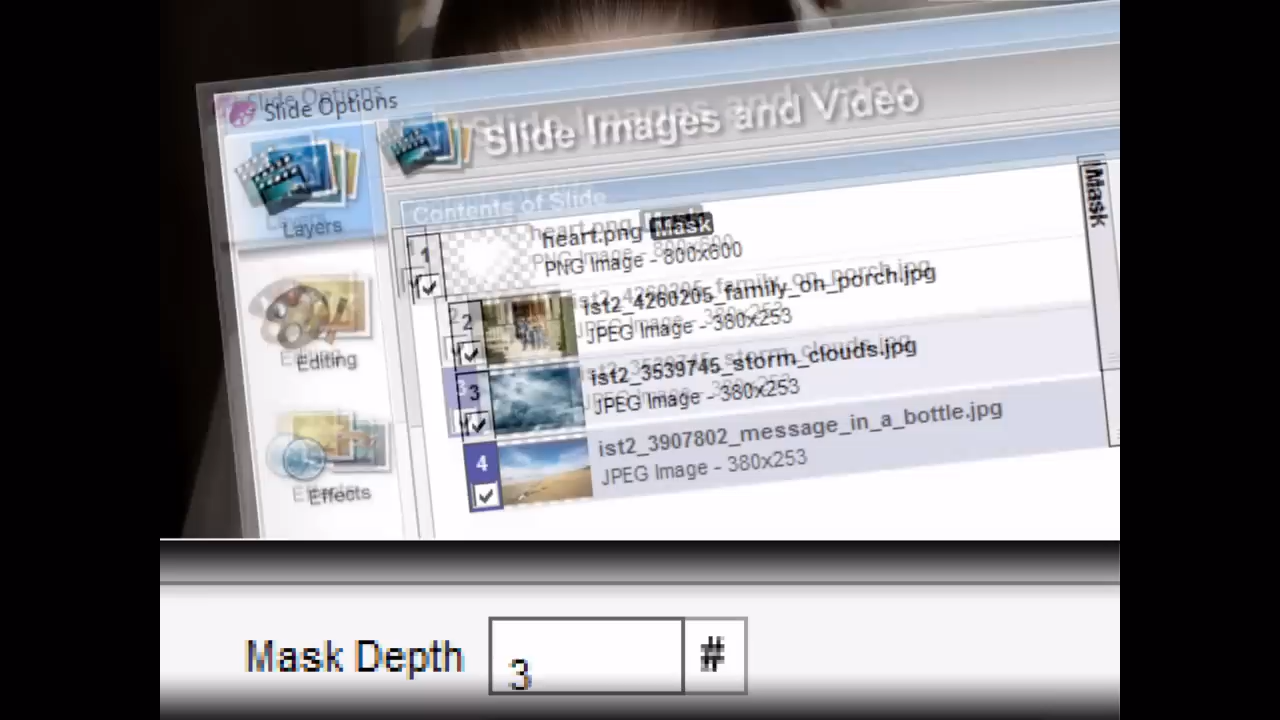 Slide Options
Slide Images and Video
Layers
Contents of Slide
Mask
1
heart.png Mask
PNG Image - 800x600
2
ist2_4260205_family_on_porch.jpg
JPEG Image - 380x253
Editing
3
ist2_3539745_storm_clouds.jpg
JPEG Image - 380x253
4
ist2_3907802_message_in_a_bottle.jpg
JPEG Image - 380x253
Effects
Mask Depth 3 #